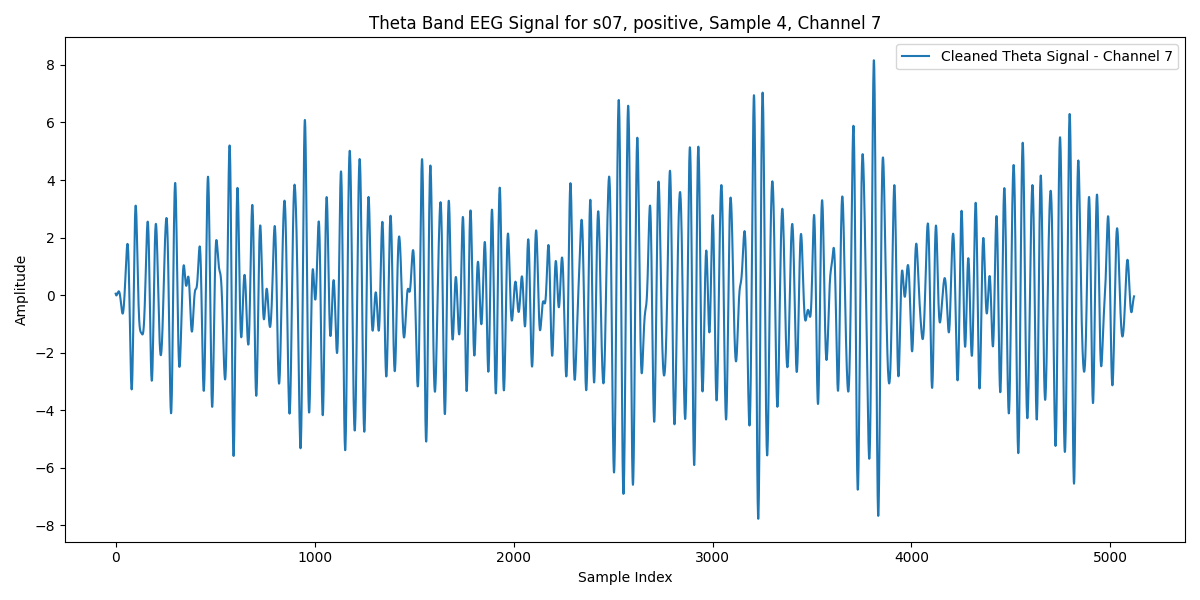 Theta Band EEG Signal for s07, positive, Sample 4, Channel 7
Cleaned Theta Signal - Channel 7
8
6
4
2
0
−2
−4
−6
−8
Amplitude
0 1000 2000 3000 4000 5000
Sample Index